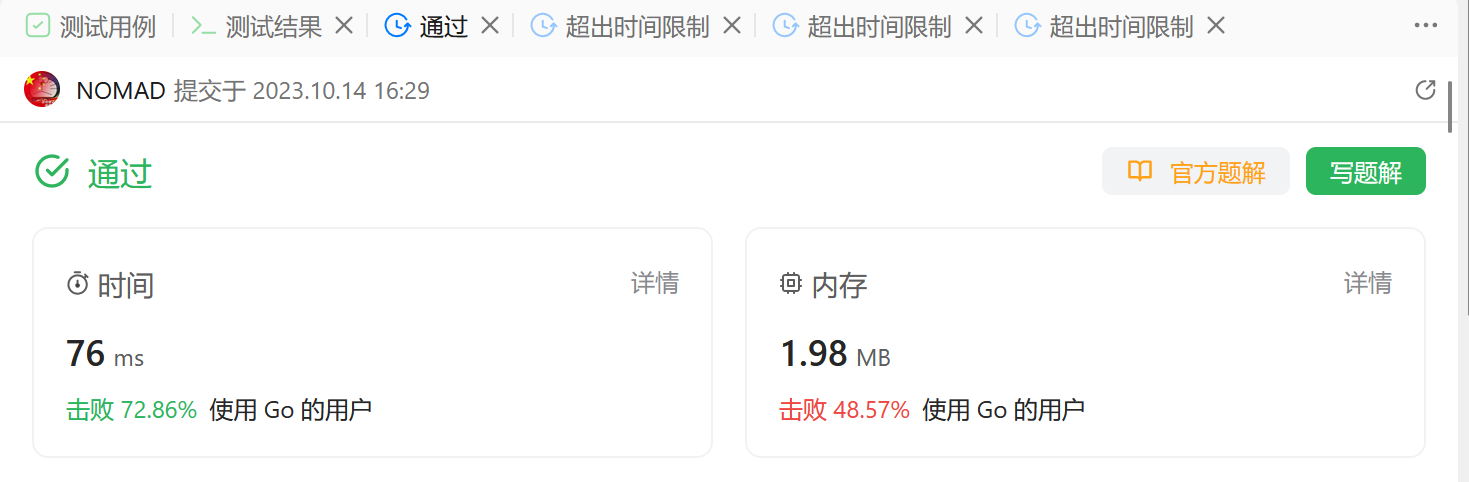 测试用例 测试结果 通过 超出时间限制 超出时间限制 超出时间限制
NOMAD 提交于 2023.10.14 16:29
通过 官方题解 写题解
时间 详情
76 ms
击败 72.86% 使用 Go 的用户
内存 详情
1.98 MB
击败 48.57% 使用 Go 的用户